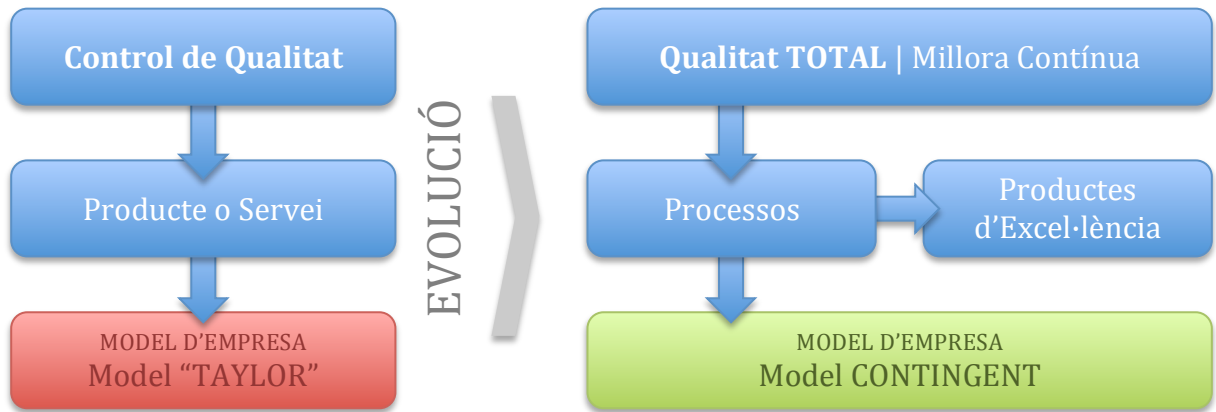 Control de Qualitat
Producte o Servei
MODEL D’EMPRESA
Model “TAYLOR”
EVOLUCIÓ
Qualitat TOTAL | Millora Contínua
Processos
Productes
d’Excel·lència
MODEL D’EMPRESA
Model CONTINGENT